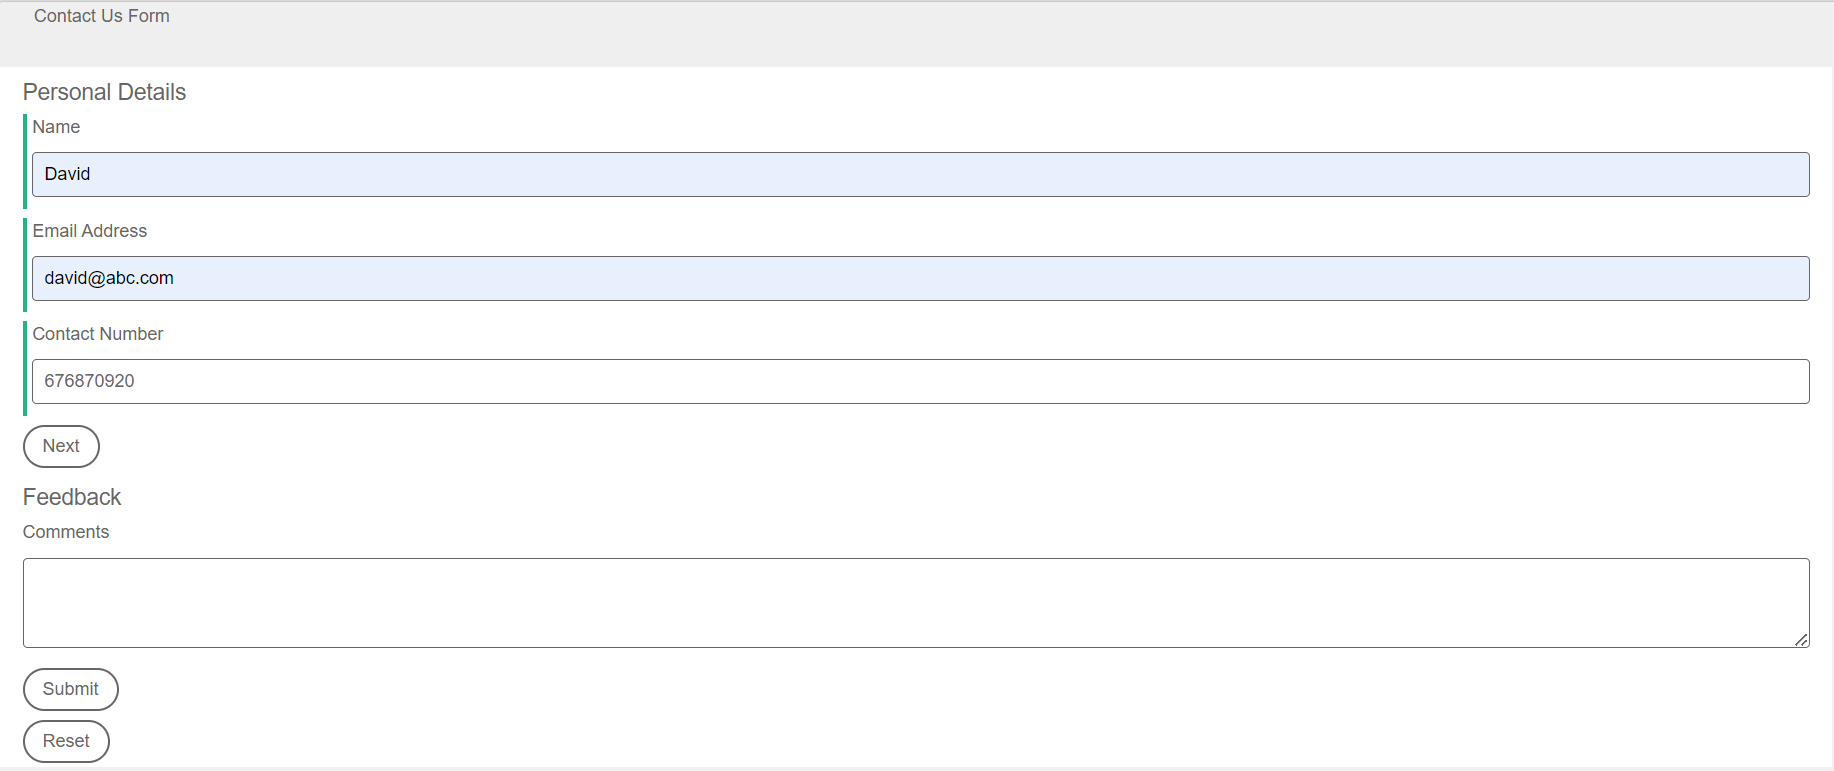 Contact Us Form
Personal Details
Name
David
Email Address
david@abc.com
Contact Number
676870920
Next
Feedback
Comments
Submit
Reset